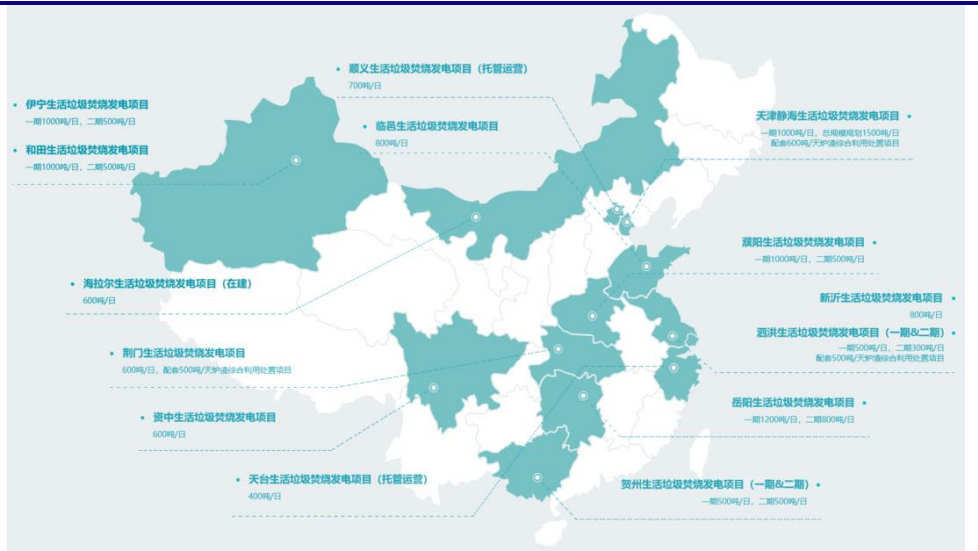 顺义生活垃圾焚烧发电项目（托管运营）
700吨/日
伊宁生活垃圾焚烧发电项目
一期1000吨/日，二期500吨/日
临邑生活垃圾焚烧发电项目
800吨/日
天津静海生活垃圾焚烧发电项目
一期1000吨/日，总规模规划1500吨/日
配套600吨/天炉渣综合利用处置项目
和田生活垃圾焚烧发电项目
一期1000吨/日，二期500吨/日
濮阳生活垃圾焚烧发电项目
一期1000吨/日，二期500吨/日
海拉尔生活垃圾焚烧发电项目（在建）
600吨/日
新沂生活垃圾焚烧发电项目
800吨/日
泗洪生活垃圾焚烧发电项目（一期&二期）
一期500吨/日，二期300吨/日
配套500吨/天炉渣综合利用处置项目
荆门生活垃圾焚烧发电项目
600吨/日，配套500吨/天炉渣综合利用处置项目
岳阳生活垃圾焚烧发电项目
一期1200吨/日，二期800吨/日
资中生活垃圾焚烧发电项目
600吨/日
天台生活垃圾焚烧发电项目（托管运营）
400吨/日
贺州生活垃圾焚烧发电项目（一期&二期）
一期500吨/日，二期500吨/日